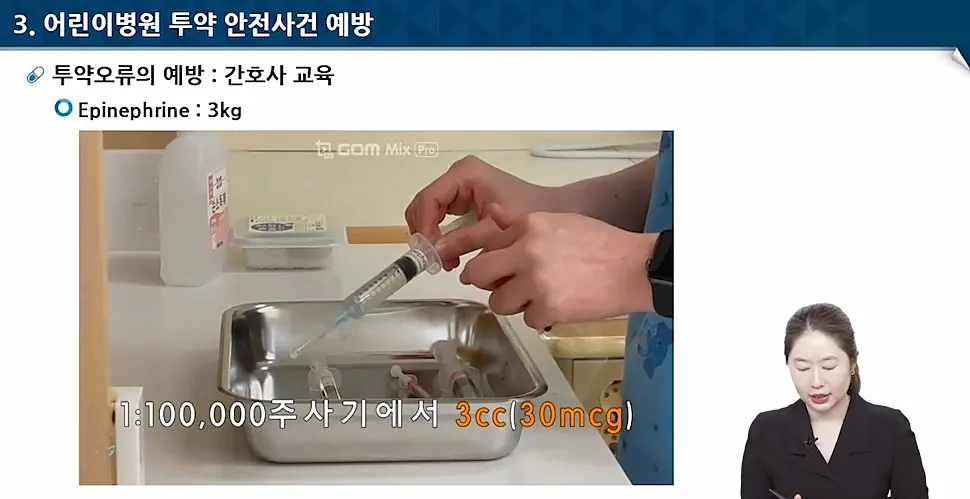 3. 어린이병원 투약 안전사건 예방
투약오류의 예방 : 간호사 교육
Epinephrine : 3kg
GOM Mix Pro
1:100,000주사기에서 3cc(30mcg)